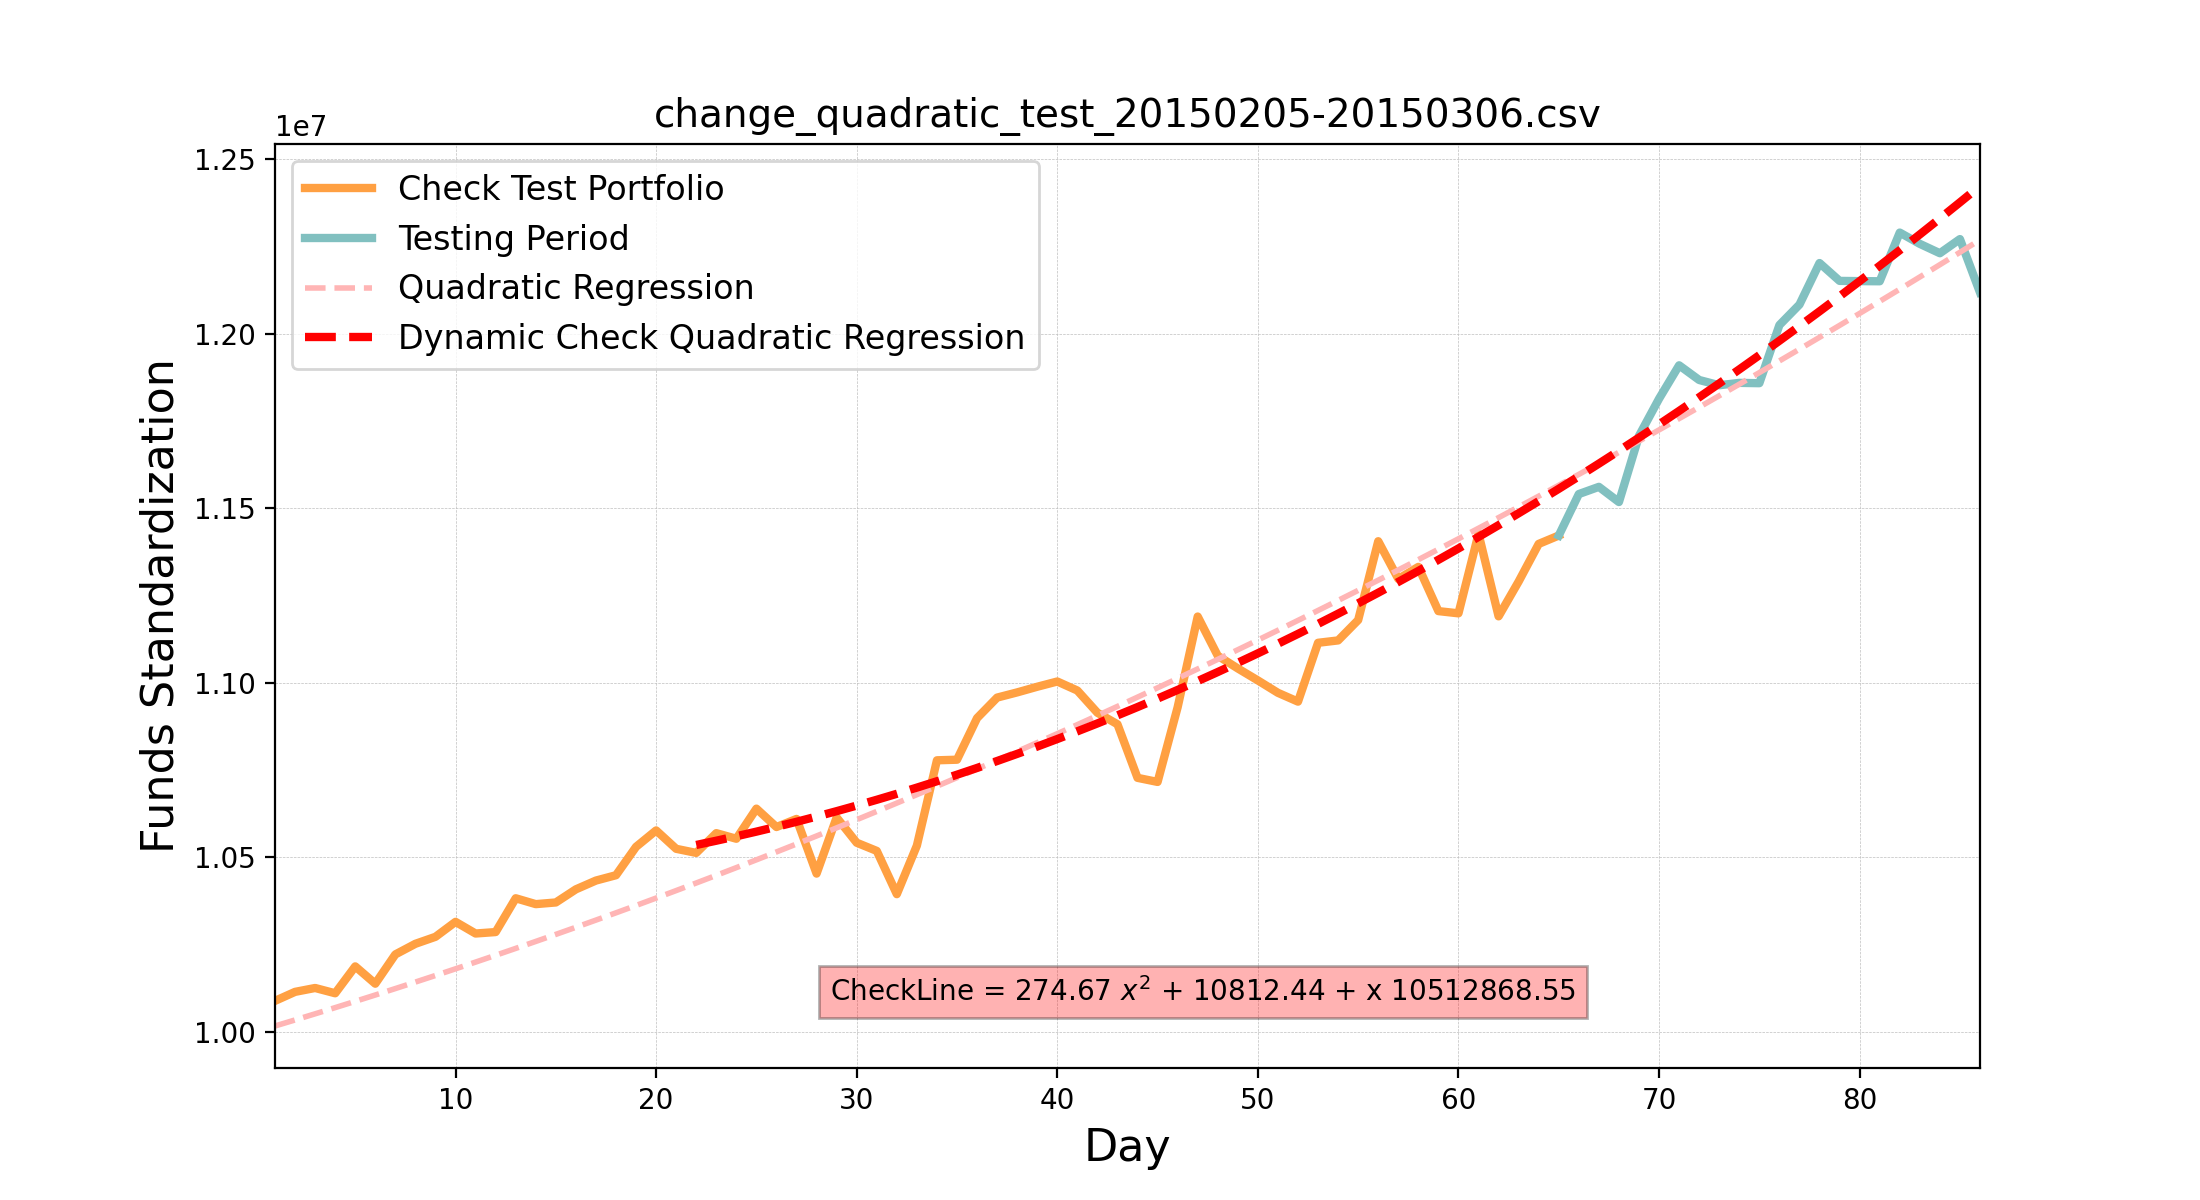 change_quadratic_test_20150205-20150306.csv
1e7
1.25
1.20
1.15
1.10
1.05
1.00
Funds Standardization
Check Test Portfolio
Testing Period
Quadratic Regression
Dynamic Check Quadratic Regression
CheckLine = 274.67 x² + 10812.44 + x 10512868.55
10 20 30 40 50 60 70 80
Day